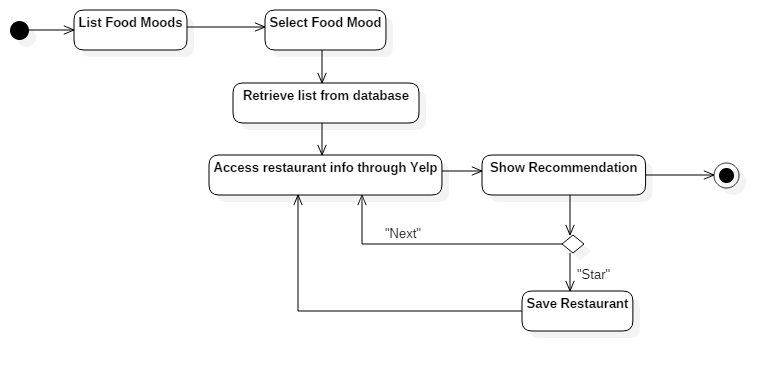 List Food Moods
Select Food Mood
Retrieve list from database
Access restaurant info through Yelp
Show Recommendation
"Next"
"Star"
Save Restaurant